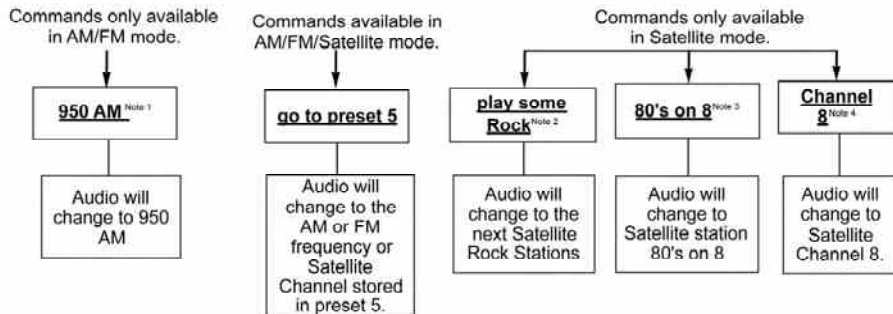 Commands only available
in AM/FM mode.
Commands available in
AM/FM/Satellite mode.
Commands only available
in Satellite mode.
950 AM Note 1
go to preset 5
play some
Rock Note 2
80's on 8 Note 3
Channel
8 Note 4
Audio will
change to 950
AM
Audio will
change to the
AM or FM
frequency or
Satellite
Channel stored
in preset 5.
Audio will
change to the
next Satellite
Rock Stations
Audio will
change to
Satellite station
80's on 8
Audio will
change to
Satellite
Channel 8.